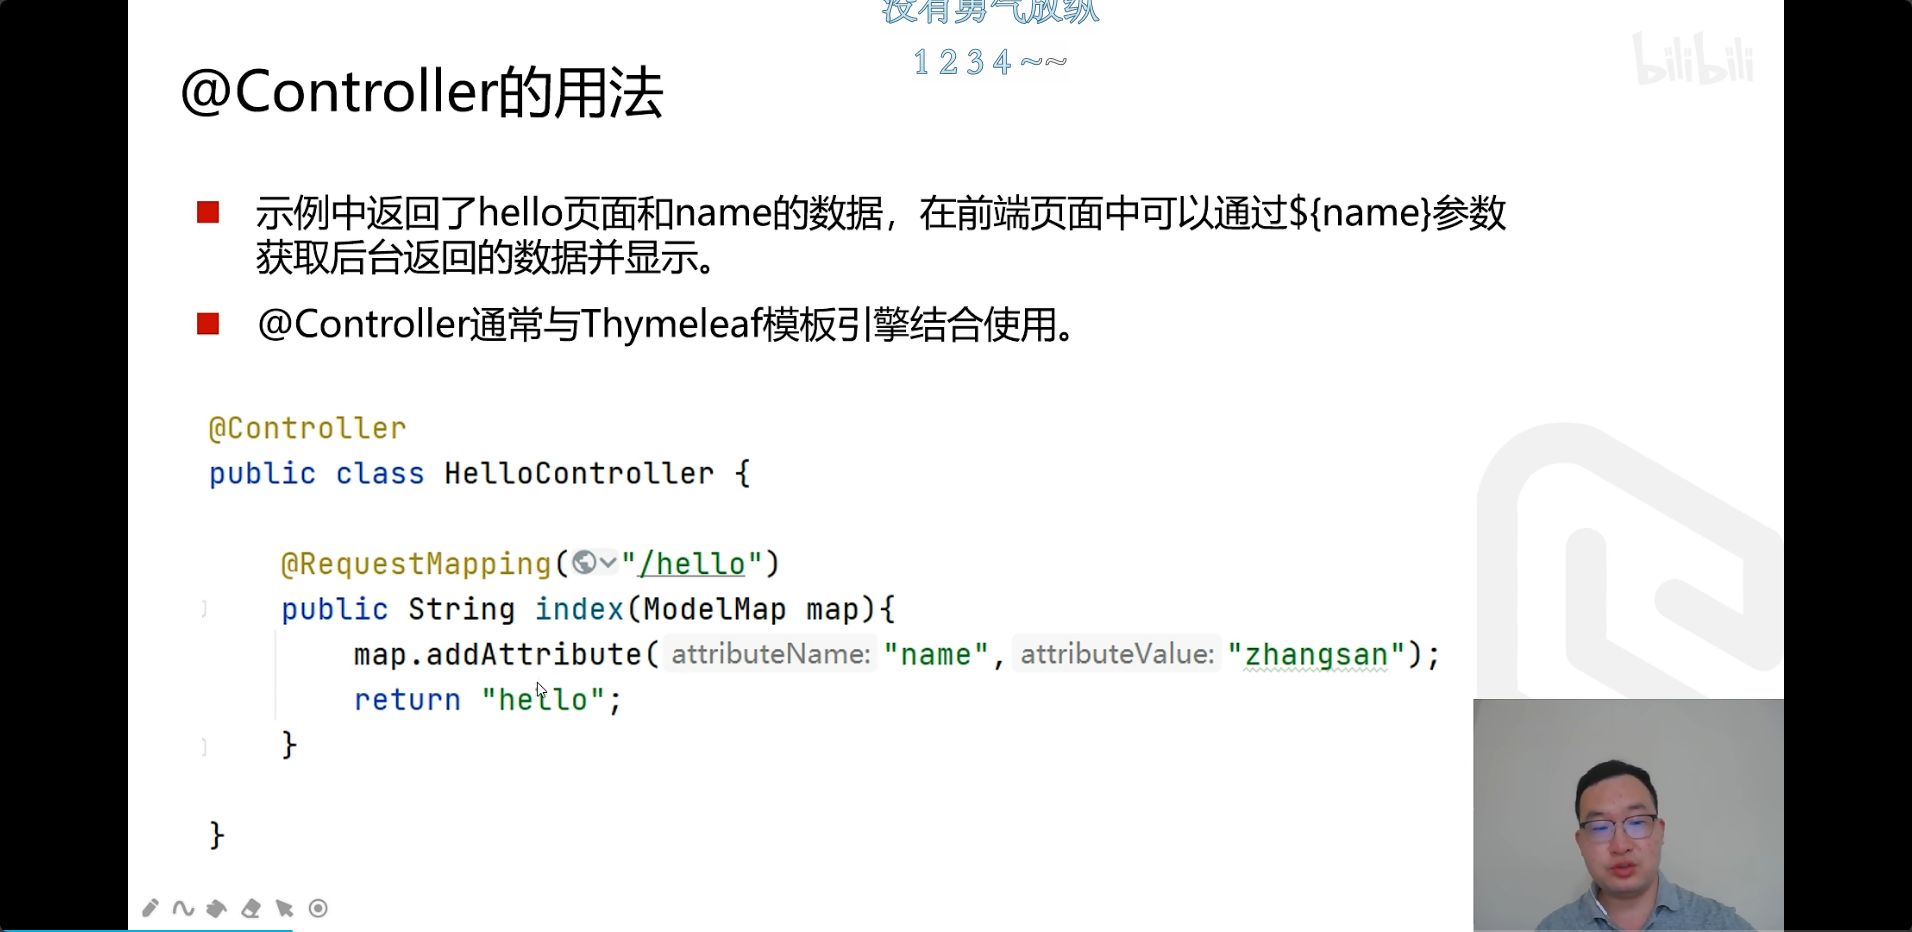 没有勇气放纵
1 2 3 4 ~~
bilibili
@Controller的用法
示例中返回了hello页面和name的数据，在前端页面中可以通过${name}参数
获取后台返回的数据并显示。
@Controller通常与Thymeleaf模板引擎结合使用。
@Controller
public class HelloController {
@RequestMapping("/hello")
public String index(ModelMap map){
map.addAttribute( attributeName: "name", attributeValue: "zhangsan");
return "hello";
}
}